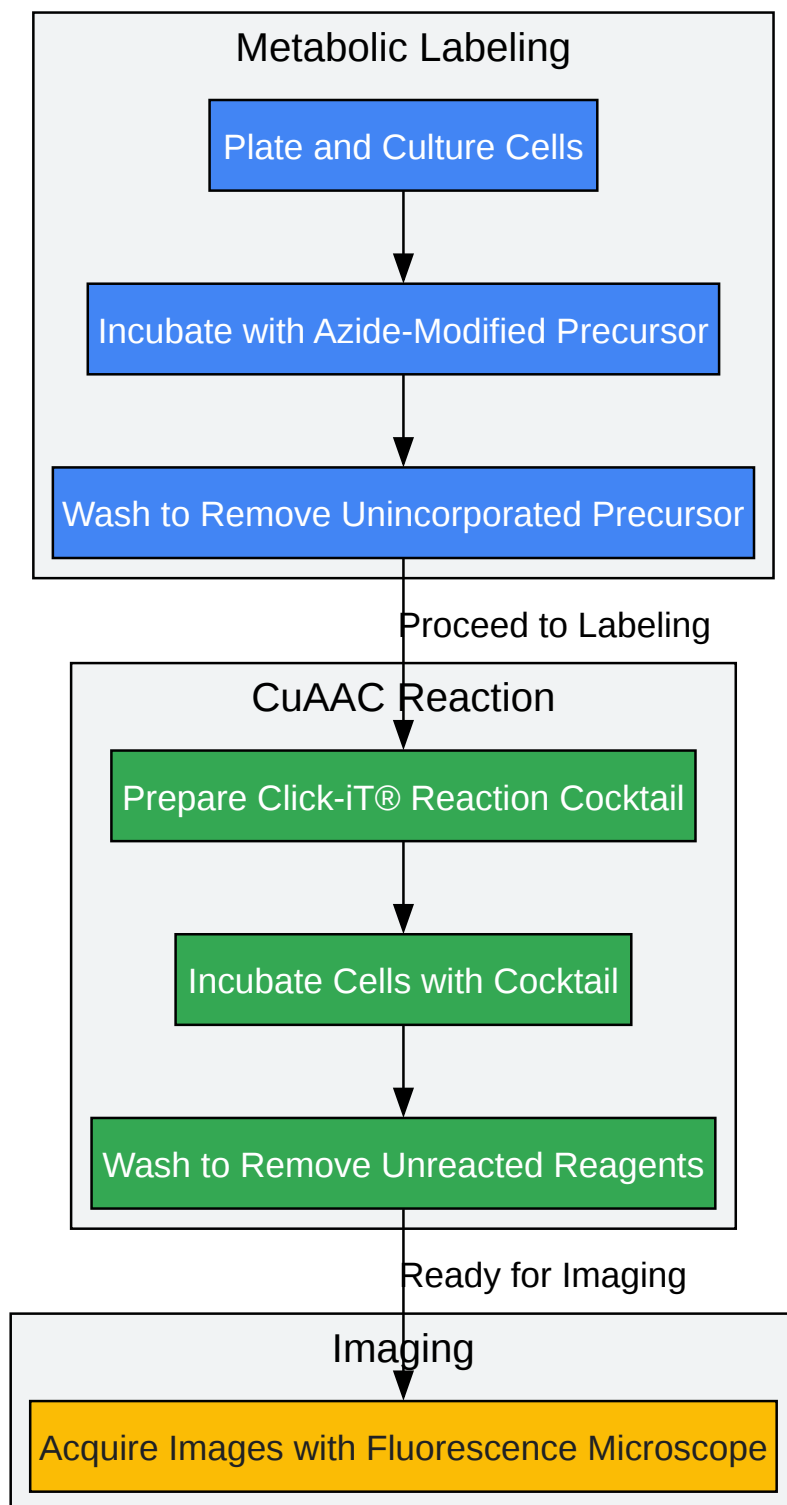 Metabolic Labeling
Plate and Culture Cells
Incubate with Azide-Modified Precursor
Wash to Remove Unincorporated Precursor
Proceed to Labeling
CuAAC Reaction
Prepare Click-iT® Reaction Cocktail
Incubate Cells with Cocktail
Wash to Remove Unreacted Reagents
Ready for Imaging
Imaging
Acquire Images with Fluorescence Microscope